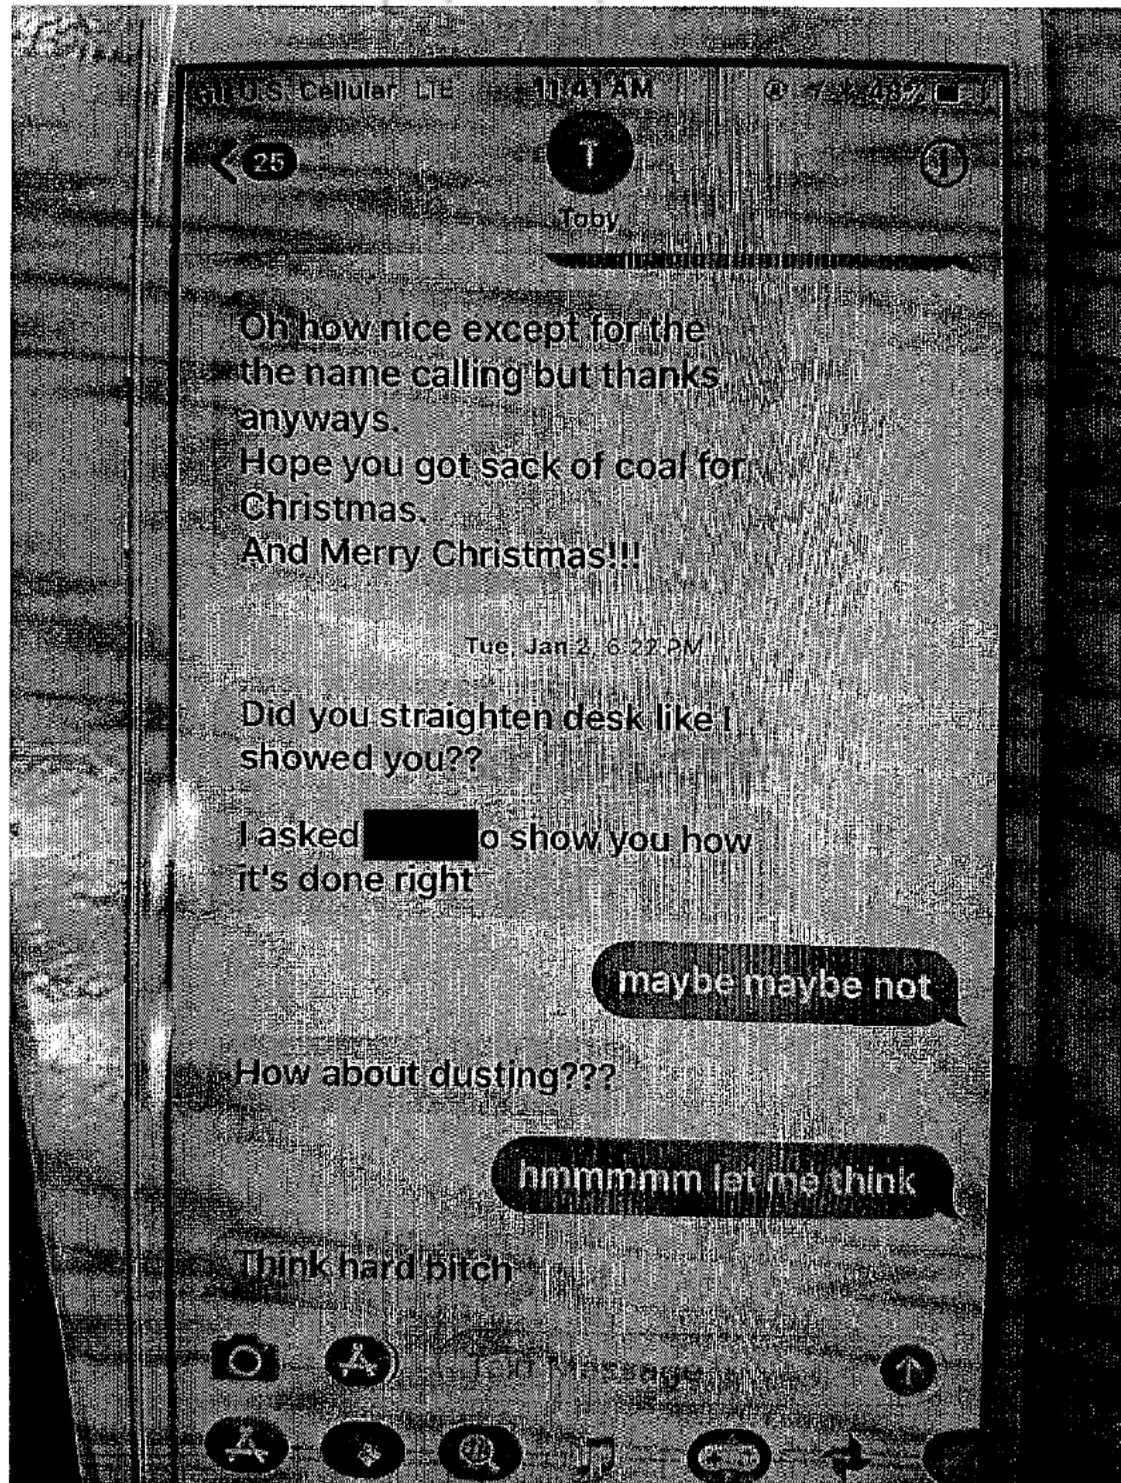 U.S. Cellular LTE
11:41 AM
48%
25
T
Toby
Oh how nice except for the
the name calling but thanks
anyways.
Hope you got sack of coal for
Christmas.
And Merry Christmas!!!
Tue, Jan 2, 6:22 PM
Did you straighten desk like I
showed you??
I asked
o show you how
it's done right
maybe maybe not
How about dusting???
hmmmmm let me think
Think hard bitch
Text Message